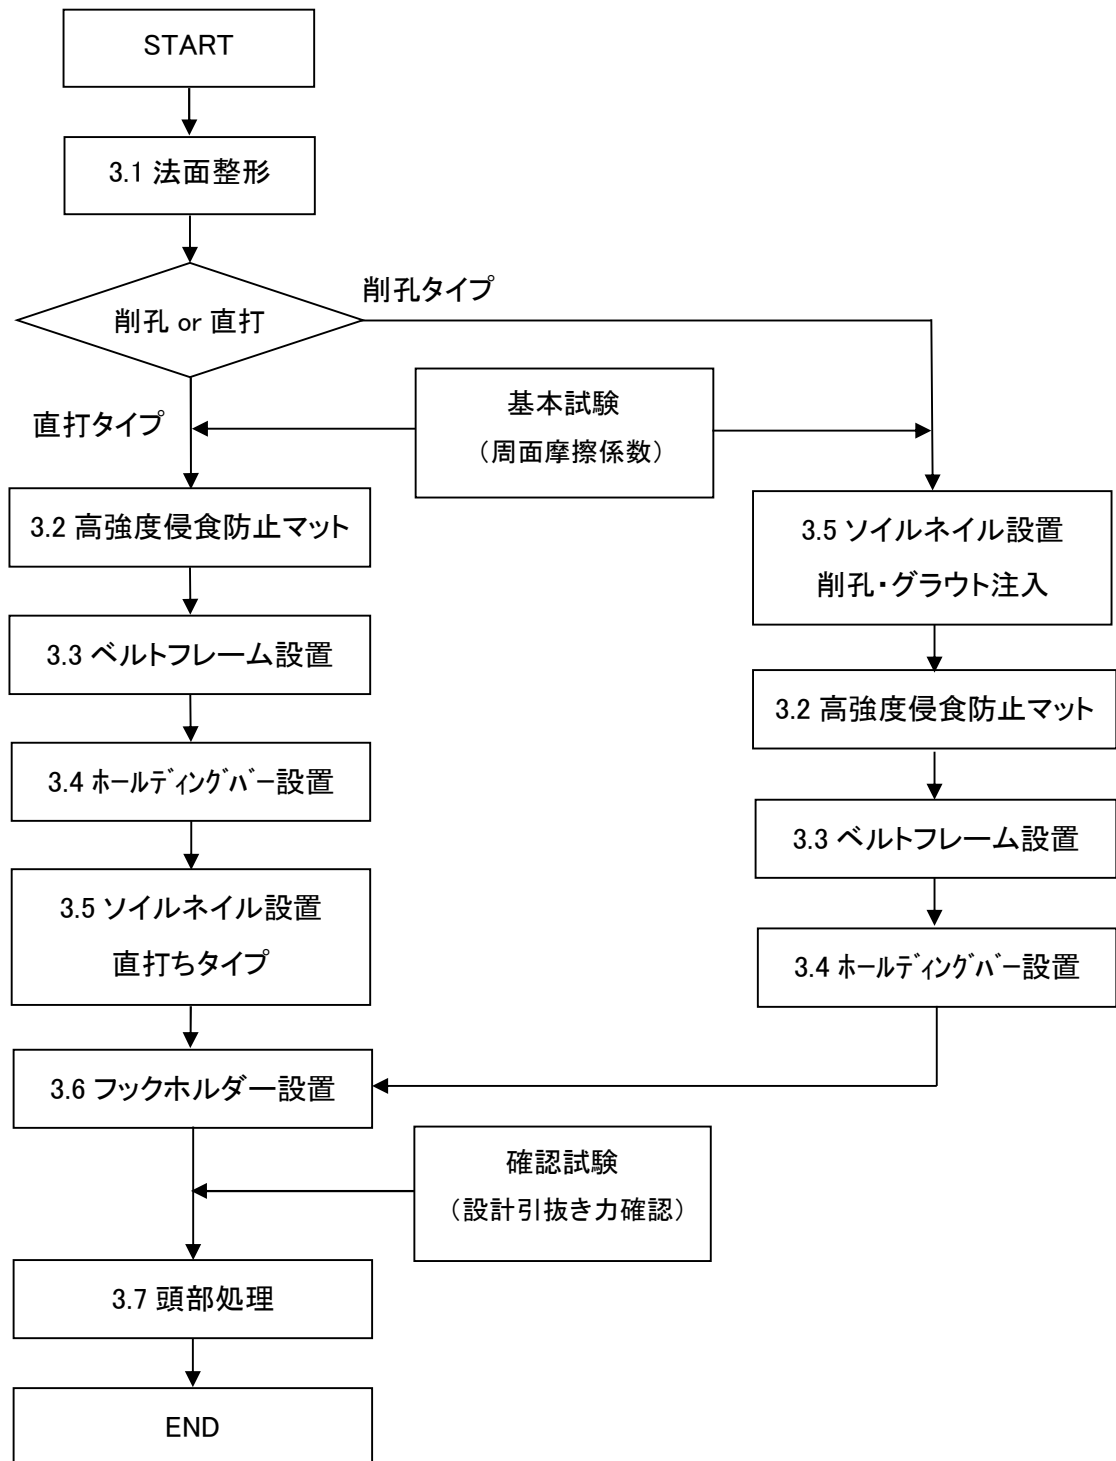 START
3.1 法面整形
削孔 or 直打
削孔タイプ
直打タイプ
基本試験
（周面摩擦係数）
3.2 高強度侵食防止マット
3.3 ベルトフレーム設置
3.4 ﾎｰﾙﾃﾞｨﾝｸﾞﾊﾞｰ設置
3.5 ソイルネイル設置
直打ちタイプ
3.5 ソイルネイル設置
削孔・グラウト注入
3.2 高強度侵食防止マット
3.3 ベルトフレーム設置
3.4 ﾎｰﾙﾃﾞｨﾝｸﾞﾊﾞｰ設置
3.6 フックホルダー設置
確認試験
（設計引抜き力確認）
3.7 頭部処理
END